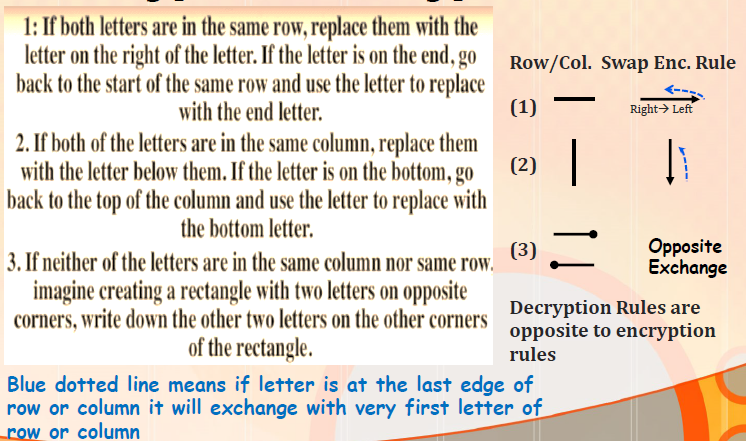 1: If both letters are in the same row, replace them with the
letter on the right of the letter. If the letter is on the end, go
back to the start of the same row and use the letter to replace
with the end letter.
2. If both of the letters are in the same column, replace them
with the letter below them. If the letter is on the bottom, go
back to the top of the column and use the letter to replace with
the bottom letter.
3. If neither of the letters are in the same column nor same row.
imagine creating a rectangle with two letters on opposite
corners, write down the other two letters on the other corners
of the rectangle.
Row/Col. Swap Enc. Rule
(1)
Right→ Left
(2)
(3)
Opposite
Exchange
Decryption Rules are
opposite to encryption
rules
Blue dotted line means if letter is at the last edge of
row or column it will exchange with very first letter of
row or column